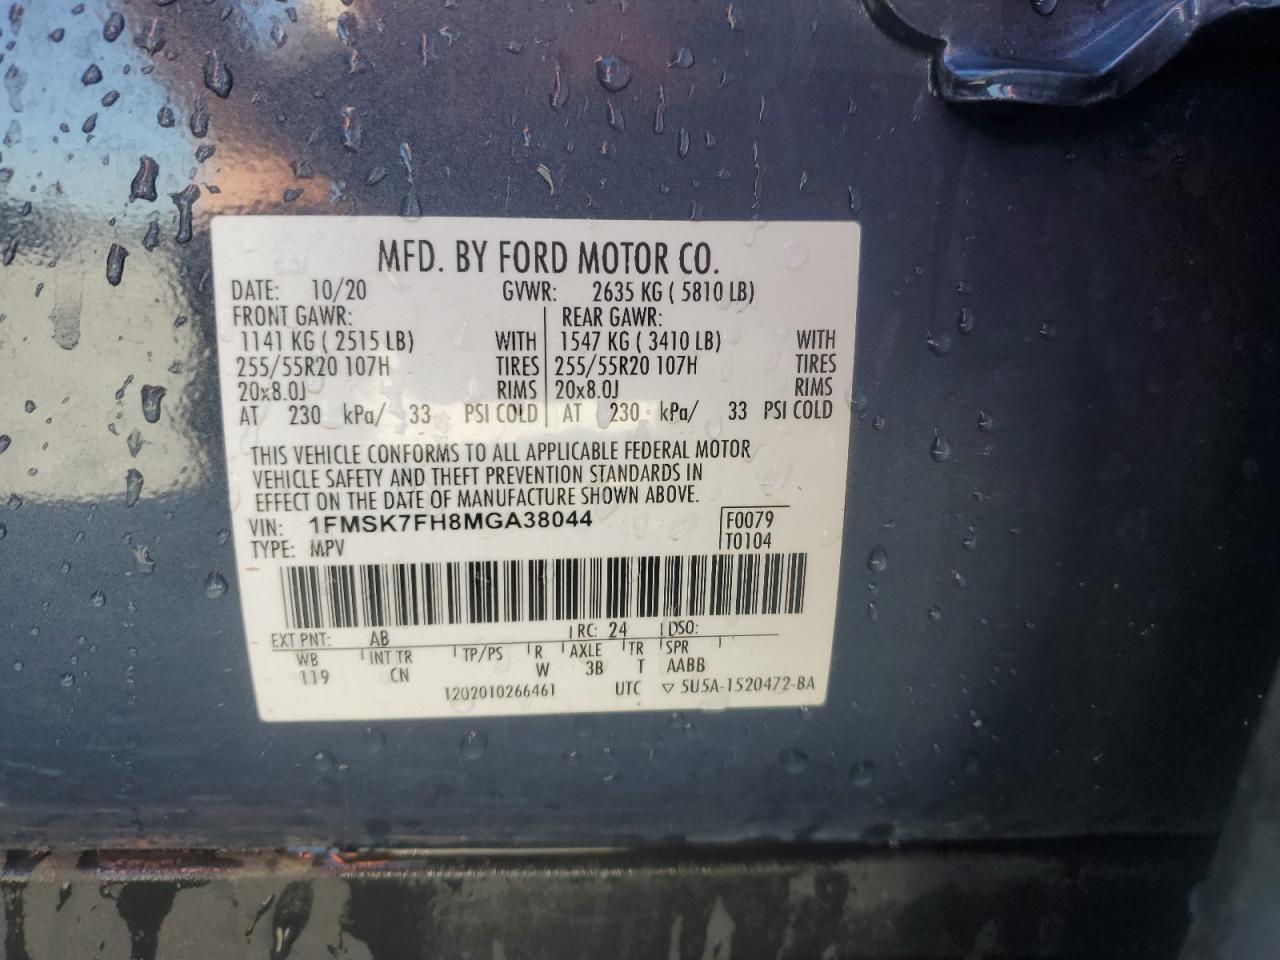 MFD. BY FORD MOTOR CO.
DATE: 10/20 GVWR: 2635 KG ( 5810 LB)
FRONT GAWR: REAR GAWR:
1141 KG ( 2515 LB) WITH 1547 KG ( 3410 LB) WITH
255/55R20 107H TIRES 255/55R20 107H TIRES
20x8.0J RIMS 20x8.0J RIMS
AT 230 kPa/ 33 PSI COLD AT 230 kPa/ 33 PSI COLD
THIS VEHICLE CONFORMS TO ALL APPLICABLE FEDERAL MOTOR
VEHICLE SAFETY AND THEFT PREVENTION STANDARDS IN
EFFECT ON THE DATE OF MANUFACTURE SHOWN ABOVE.
VIN: 1FMSK7FH8MGA38044 F0079
TYPE: MPV T0104
EXT PNT: AB RC: 24 DSO:
WB INT TR TP/PS R AXLE TR SPR
119 CN W 3B T AABB
1202010266461 UTC ▽ 5U5A-1520472-BA